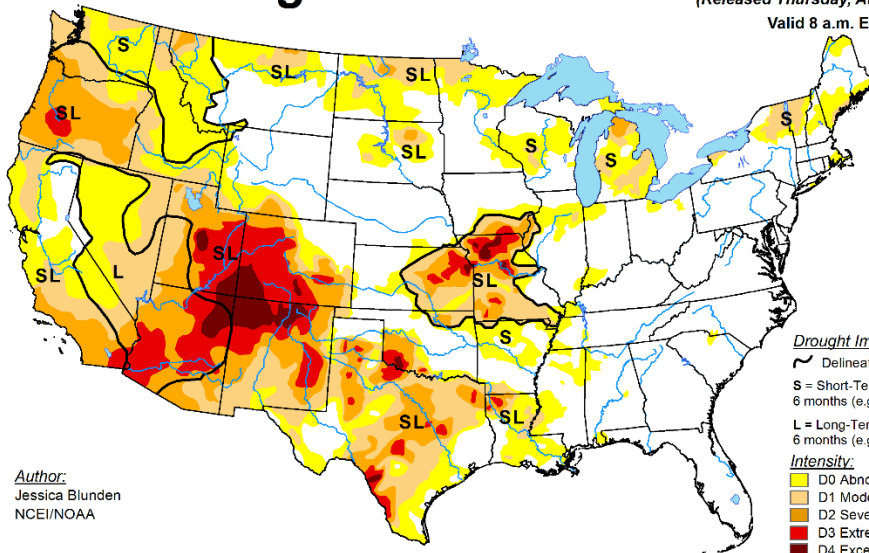 (Released Thursday, Au
Valid 8 a.m. E
S
SL
SL
S
SL
SL
S
S
SL
SL
L
SL
SL
S
SL
SL
Author:
Jessica Blunden
NCEI/NOAA
Drought Im
Delineat
S = Short-Te
6 months (e.g
L = Long-Ter
6 months (e.g
Intensity:
D0 Abno
D1 Mode
D2 Seve
D3 Extre
D4 Exce